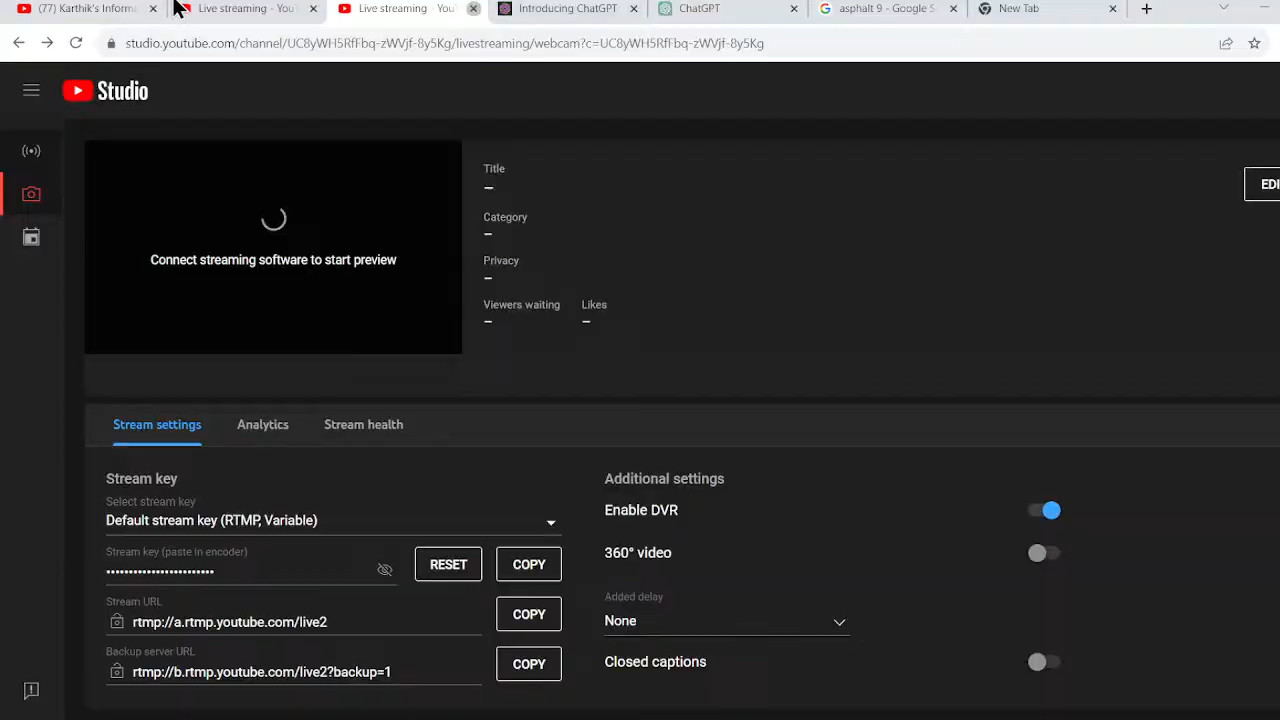 (77) Karthik's Informa
Live streaming - YouT
Live streaming - YouT
Introducing ChatGPT
ChatGPT
asphalt 9 - Google S
New Tab
studio.youtube.com/channel/UC8yWH5RfFbq-zWVjf-8y5Kg/livestreaming/webcam?c=UC8yWH5RfFbq-zWVjf-8y5Kg
Studio
Connect streaming software to start preview
Title
–
Category
–
Privacy
–
Viewers waiting
Likes
–
–
EDI
Stream settings
Analytics
Stream health
Stream key
Select stream key
Default stream key (RTMP, Variable)
Stream key (paste in encoder)
••••••••••••••••••••••••
RESET
COPY
Stream URL
rtmp://a.rtmp.youtube.com/live2
COPY
Backup server URL
rtmp://b.rtmp.youtube.com/live2?backup=1
COPY
Additional settings
Enable DVR
360° video
Added delay
None
Closed captions